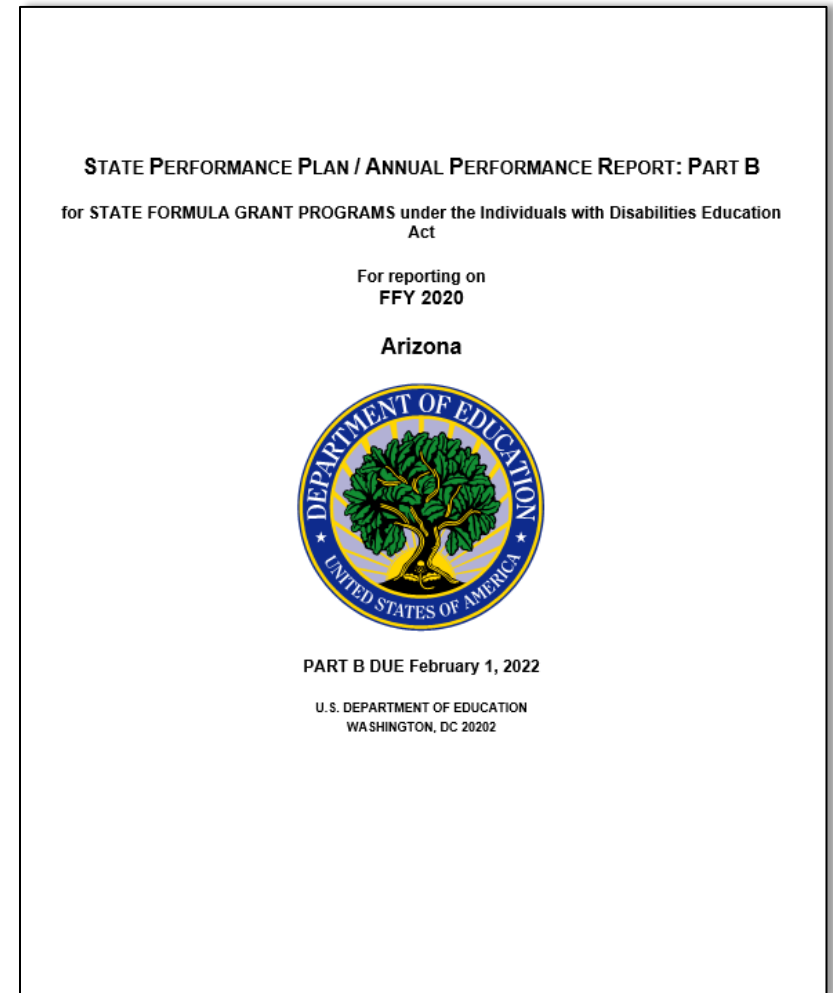 STATE PERFORMANCE PLAN / ANNUAL PERFORMANCE REPORT: PART B
for STATE FORMULA GRANT PROGRAMS under the Individuals with Disabilities Education
Act
For reporting on
FFY 2020
Arizona
DEPARTMENT OF EDUCATION
UNITED STATES OF AMERICA
PART B DUE February 1, 2022
U.S. DEPARTMENT OF EDUCATION
WASHINGTON, DC 20202